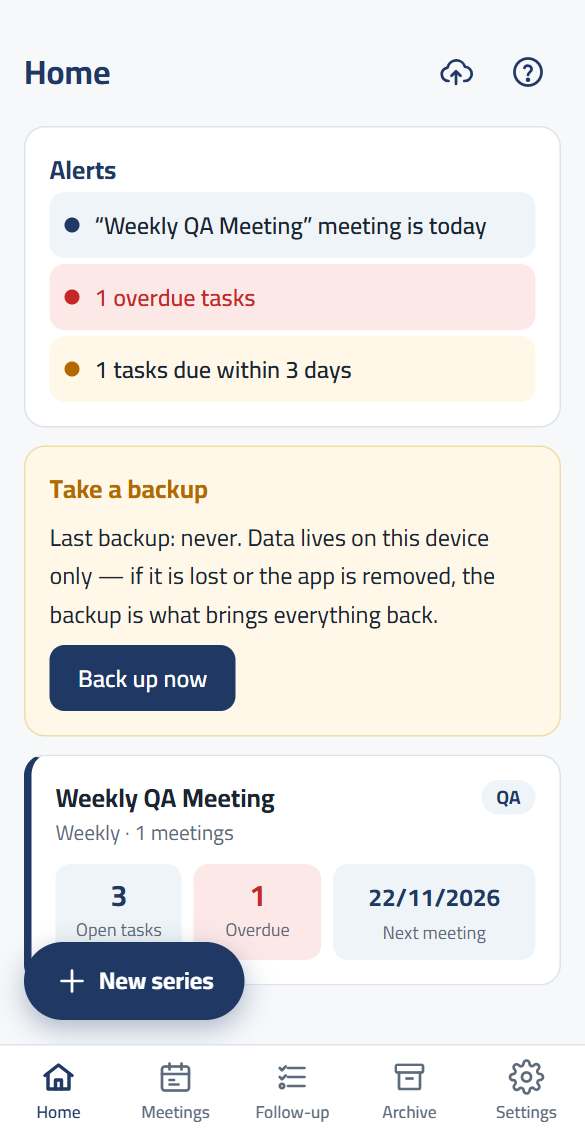 Home
Alerts
“Weekly QA Meeting” meeting is today
1 overdue tasks
1 tasks due within 3 days
Take a backup
Last backup: never. Data lives on this device
only — if it is lost or the app is removed, the
backup is what brings everything back.
Back up now
Weekly QA Meeting
QA
Weekly · 1 meetings
3
Open tasks
1
Overdue
22/11/2026
Next meeting
New series
Home
Meetings
Follow-up
Archive
Settings